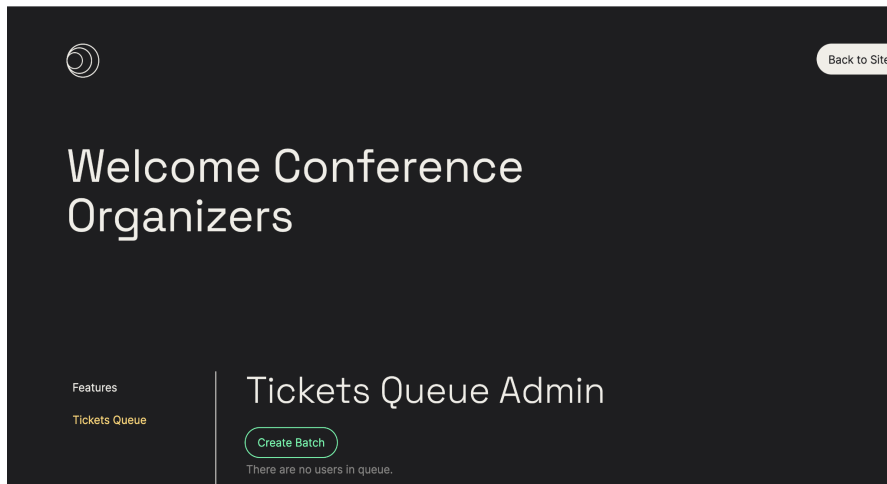 Back to Site
Welcome Conference
Organizers
Features
Tickets Queue
Tickets Queue Admin
Create Batch
There are no users in queue.